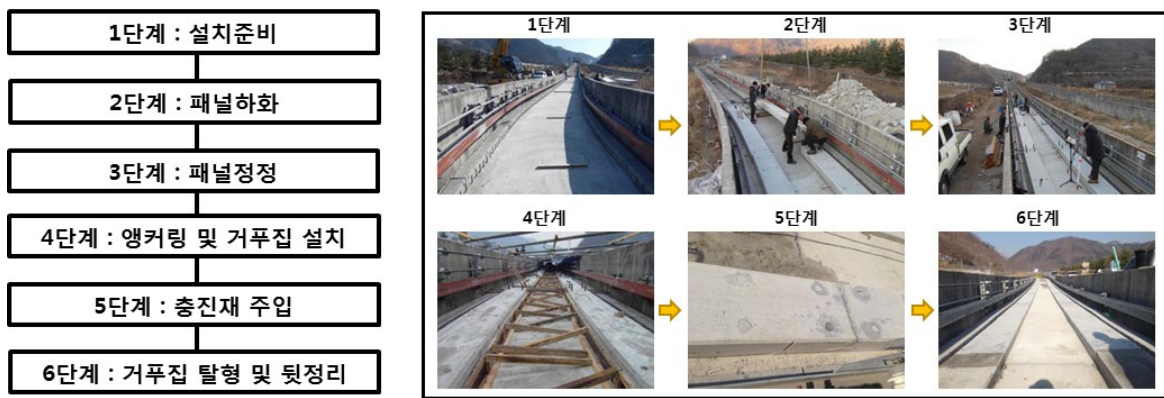 1단계 : 설치준비
2단계 : 패널하화
3단계 : 패널정정
4단계 : 앵커링 및 거푸집 설치
5단계 : 충진재 주입
6단계 : 거푸집 탈형 및 뒷정리
1단계
2단계
3단계
4단계
5단계
6단계